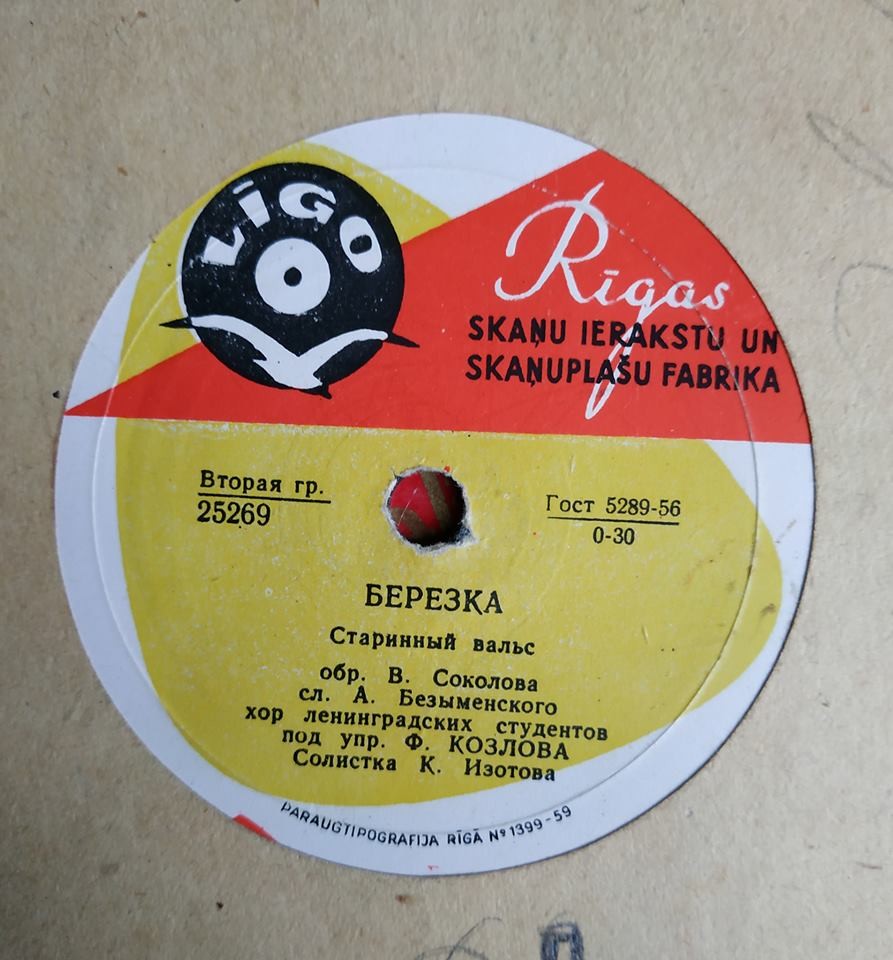 LĪGO
Rīgas
SKAŅU IERAKSTU UN
SKAŅUPLAŠU FABRIKA
Вторая гр.
25269
Гост 5289-56
0-30
БЕРЕЗКА
Старинный вальс
обр. В. Соколова
сл. А. Безыменского
хор ленинградских студентов
под упр. Ф. КОЗЛОВА
Солистка К. Изотова
PARAUGTIPOGRAFIJA RĪGĀ № 1399-59